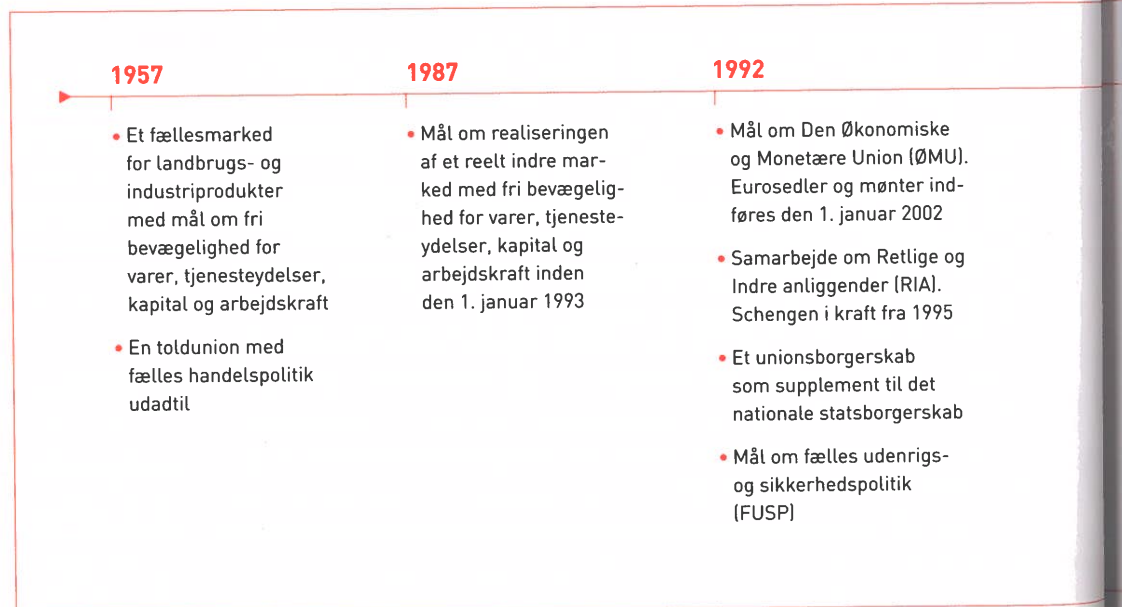 1957
• Et fællesmarked
for landbrugs- og
industriprodukter
med mål om fri
bevægelighed for
varer, tjenesteydelser,
kapital og arbejdskraft
• En toldunion med
fælles handelspolitik
udadtil
1987
• Mål om realiseringen
af et reelt indre mar-
ked med fri bevægelig-
hed for varer, tjeneste-
ydelser, kapital og
arbejdskraft inden
den 1. januar 1993
1992
• Mål om Den Økonomiske
og Monetære Union (ØMU).
Eurosedler og mønter ind-
føres den 1. januar 2002
• Samarbejde om Retlige og
Indre anliggender (RIA).
Schengen i kraft fra 1995
• Et unionsborgerskab
som supplement til det
nationale statsborgerskab
• Mål om fælles udenrigs-
og sikkerhedspolitik
(FUSP)